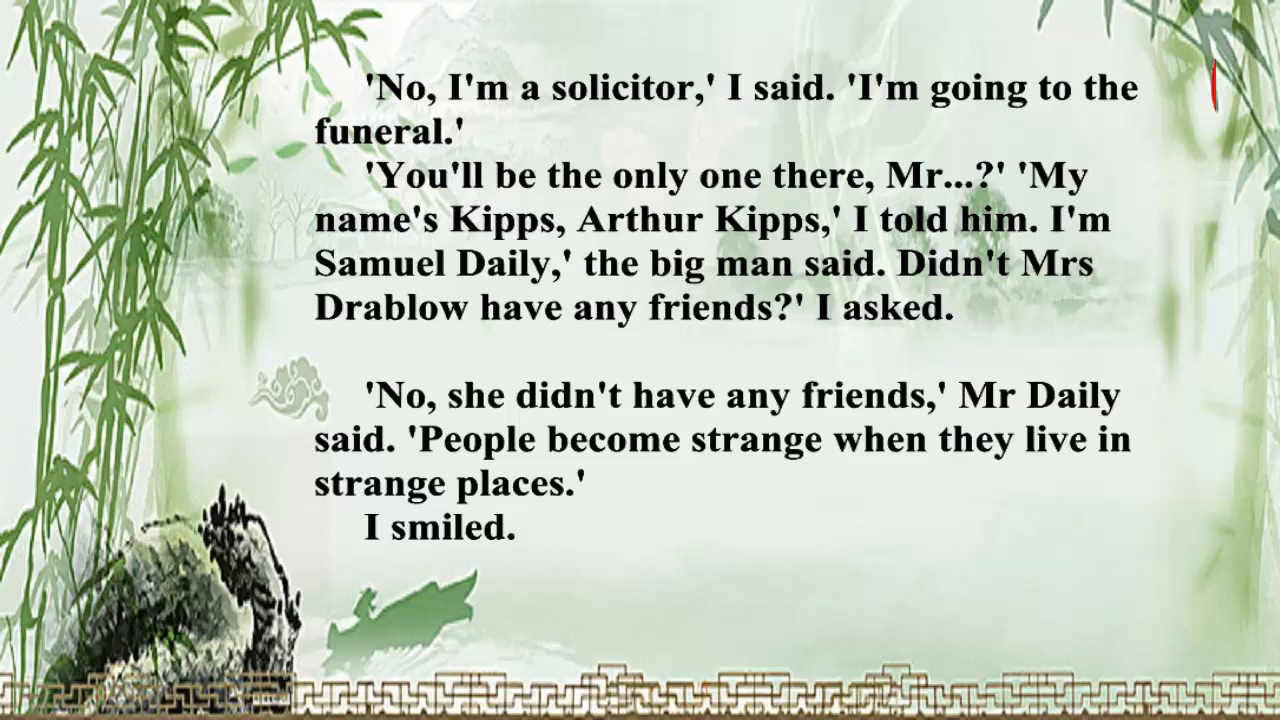 'No, I'm a solicitor,' I said. 'I'm going to the
funeral.'
'You'll be the only one there, Mr...?' 'My
name's Kipps, Arthur Kipps,' I told him. I'm
Samuel Daily,' the big man said. Didn't Mrs
Drablow have any friends?' I asked.
'No, she didn't have any friends,' Mr Daily
said. 'People become strange when they live in
strange places.'
I smiled.